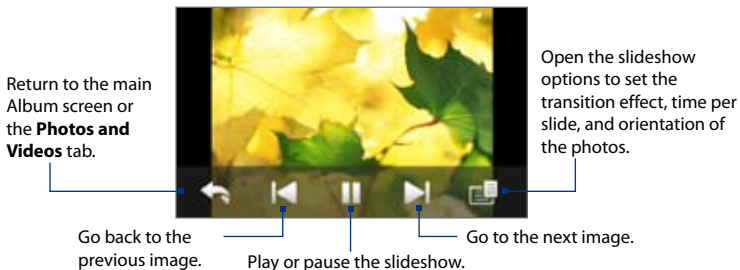 Return to the main
Album screen or
the Photos and
Videos tab.
Open the slideshow
options to set the
transition effect, time per
slide, and orientation of
the photos.
Go back to the
previous image.
Play or pause the slideshow.
Go to the next image.